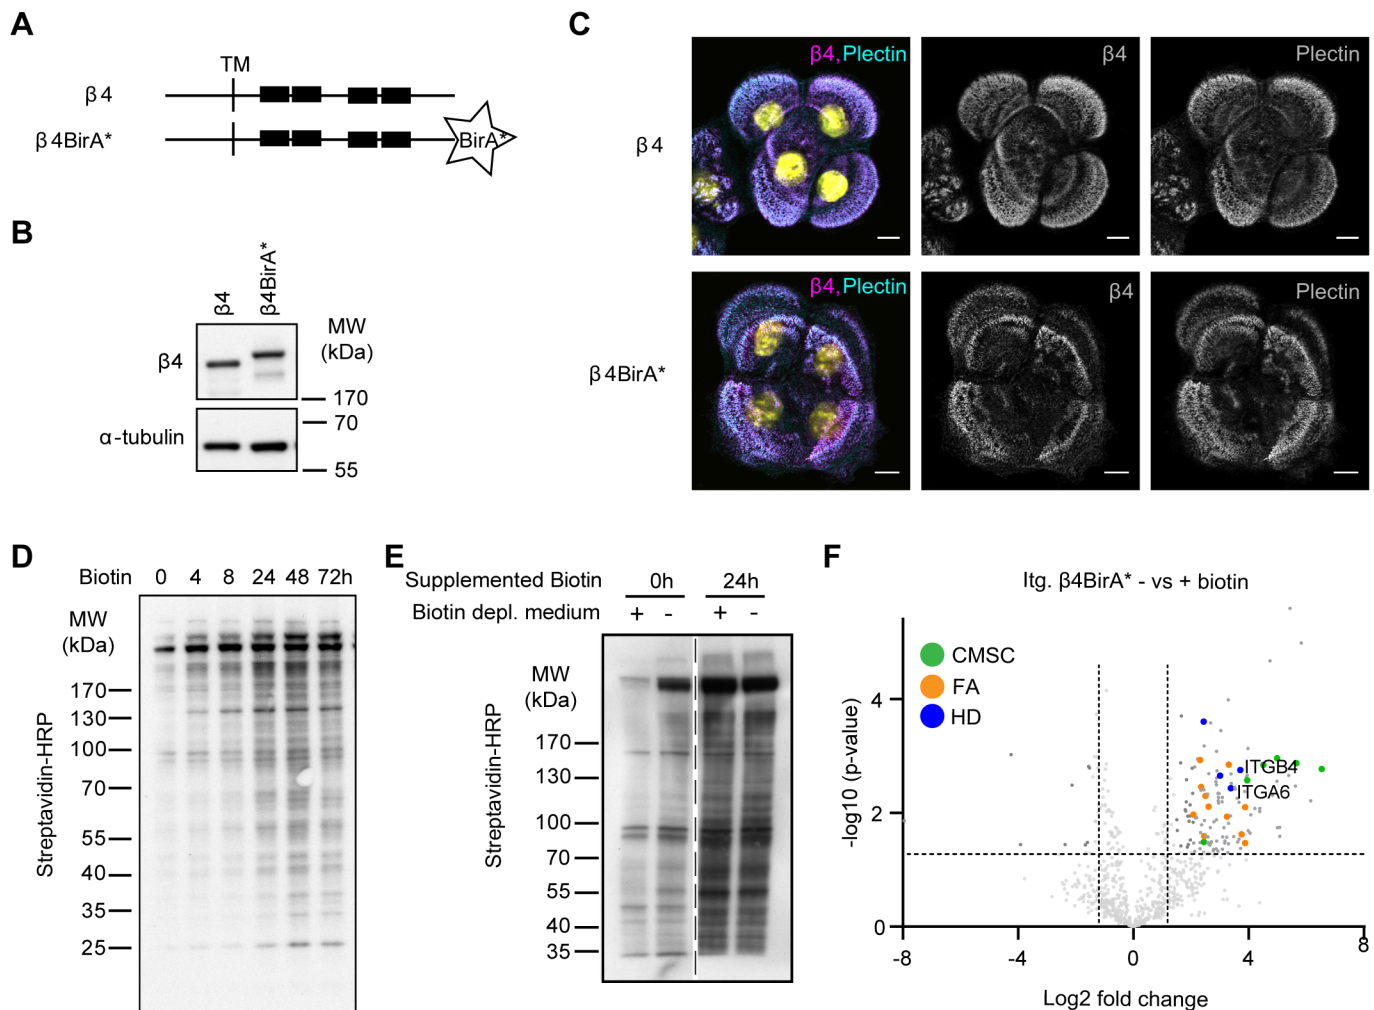 A
TM
β4
β4BirA*
BirA*
B
β4
β4BirA*
MW
(kDa)
β4
170
70
α-tubulin
55
C
β4
β4, Plectin
β4
Plectin
β4BirA*
β4, Plectin
β4
Plectin
D
Biotin 0 4 8 24 48 72h
MW
(kDa)
170
130
100
70
55
40
35
25
Streptavidin-HRP
E
Supplemented Biotin 0h 24h
Biotin depl. medium + - + -
MW
(kDa)
170
130
100
70
55
40
35
Streptavidin-HRP
F
Itg. β4BirA* - vs + biotin
CMSC
FA
HD
ITGB4
ITGA6
4
2
0
-log10 (p-value)
-8 -4 0 4 8
Log2 fold change